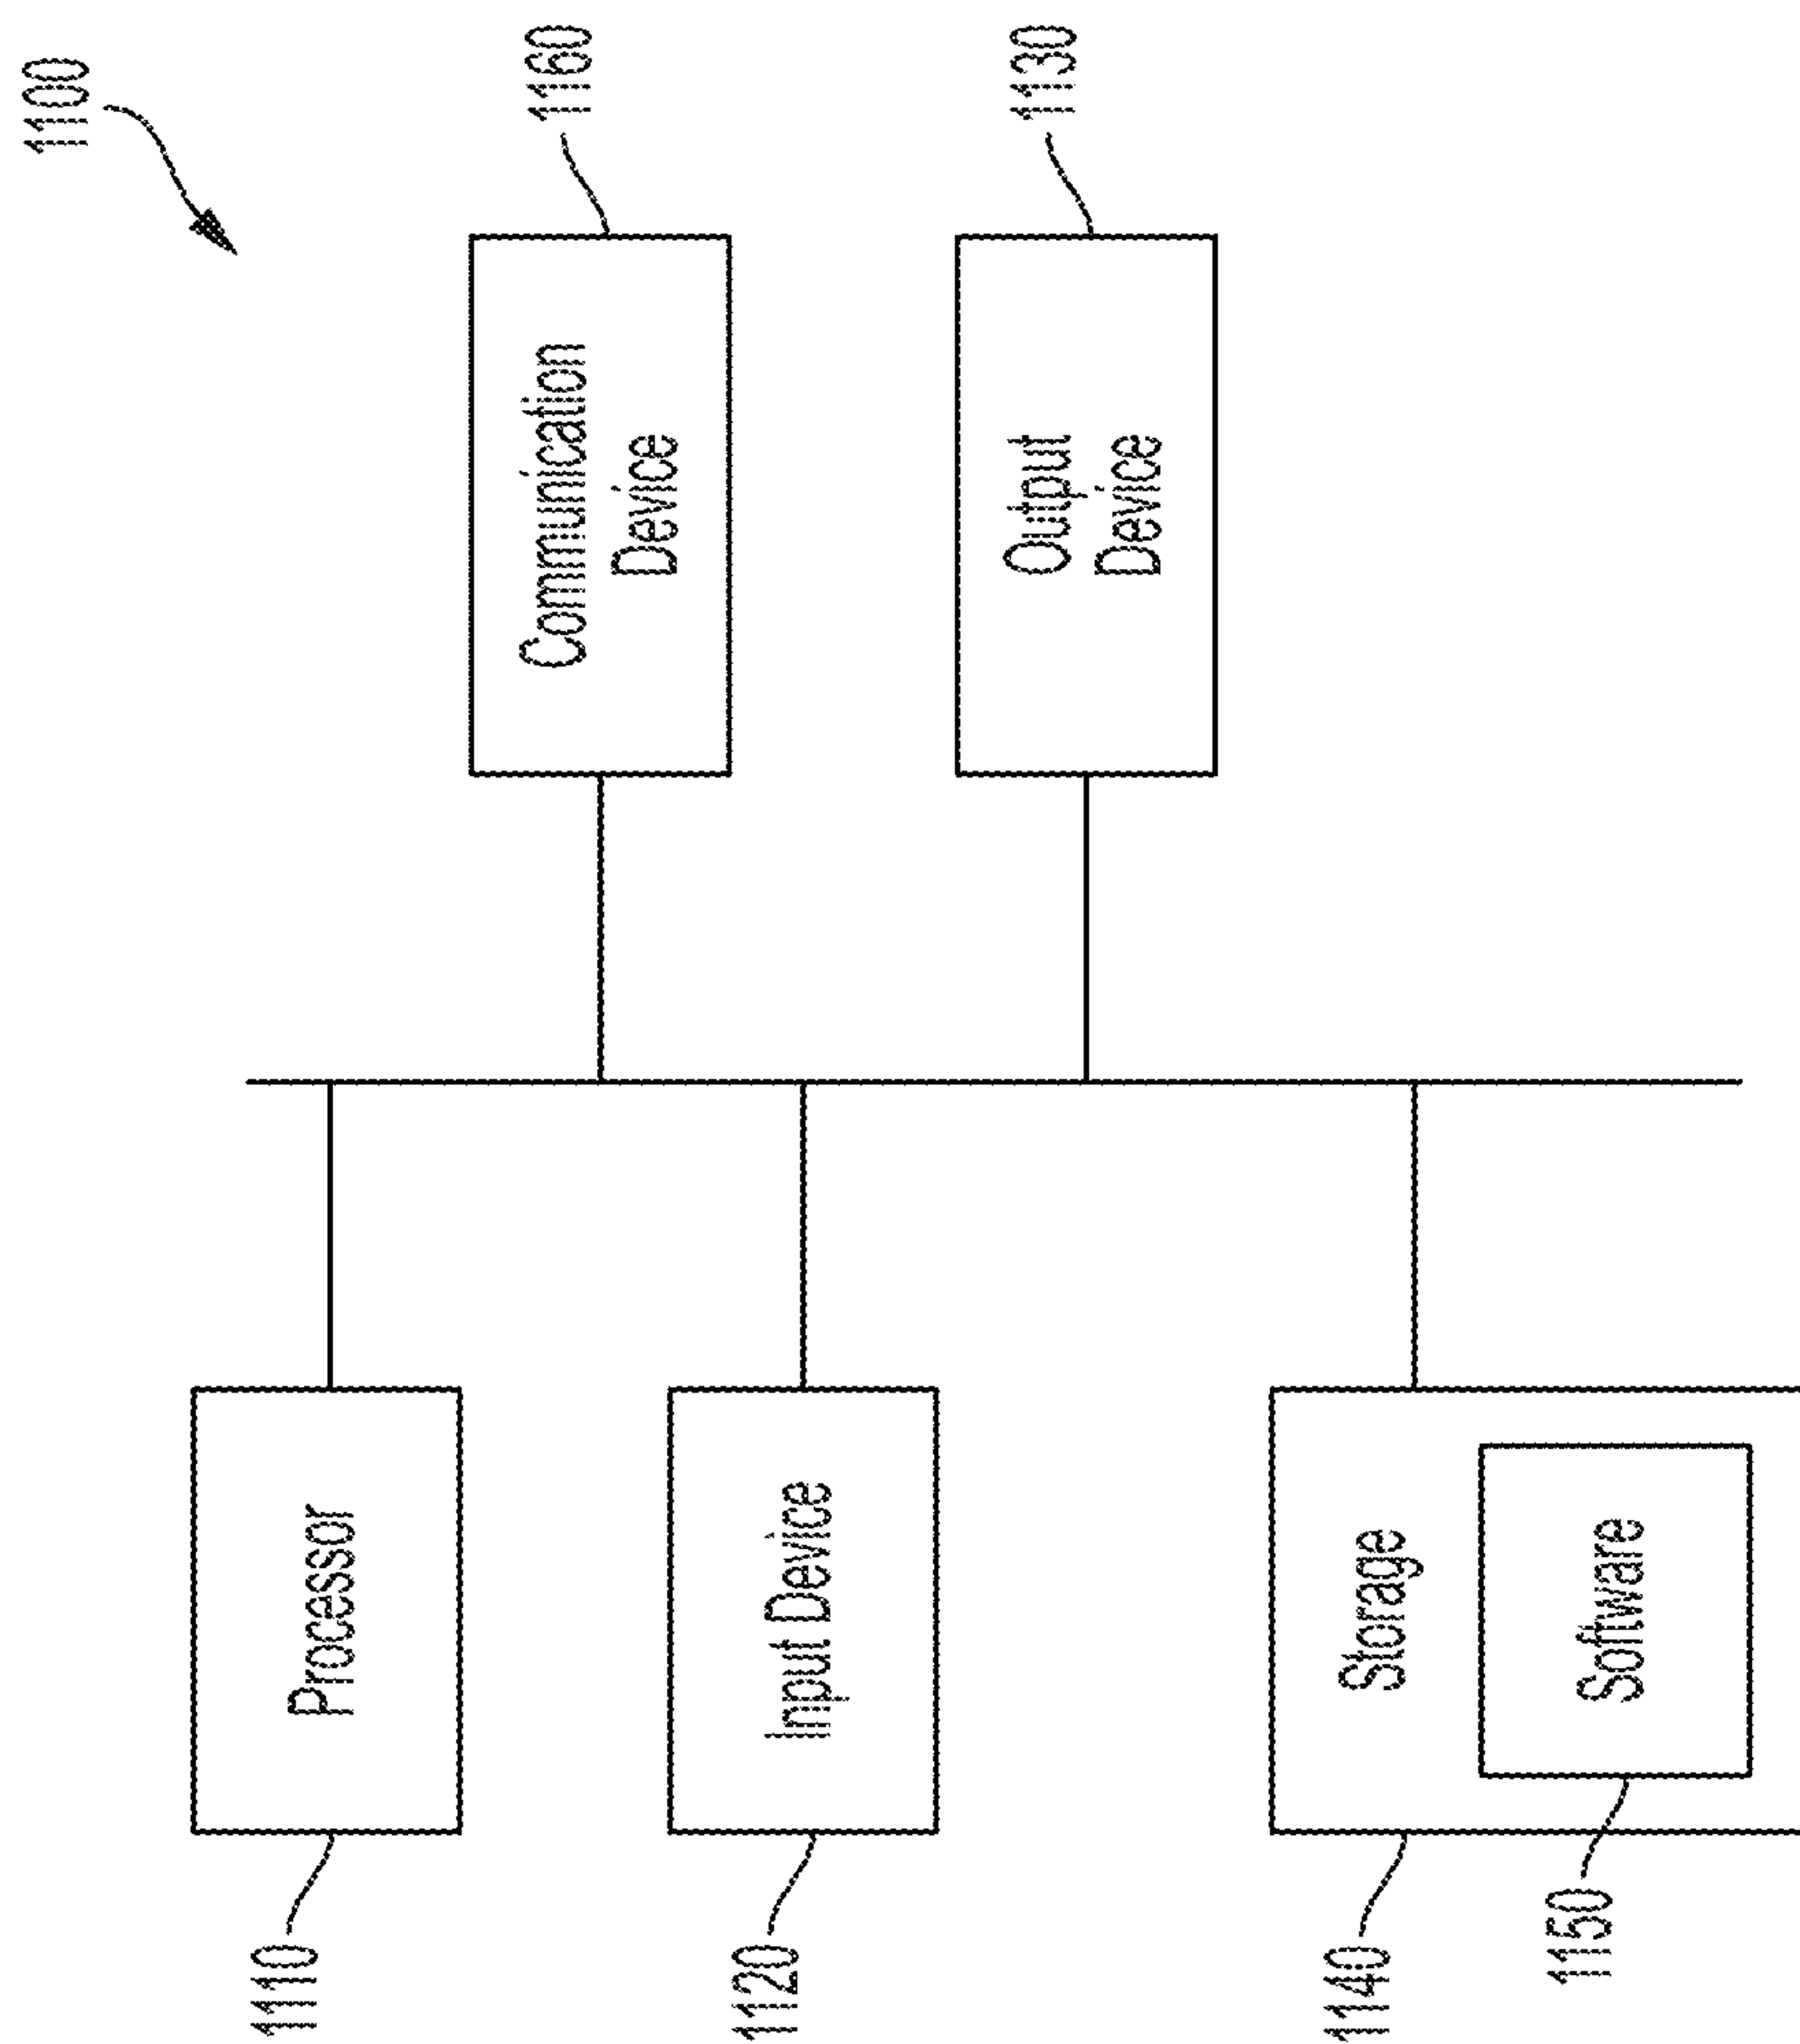 1100
1110
Processor
Communication
Device
1160
1120
Input Device
Output
Device
1130
1140
Storage
1150
Software